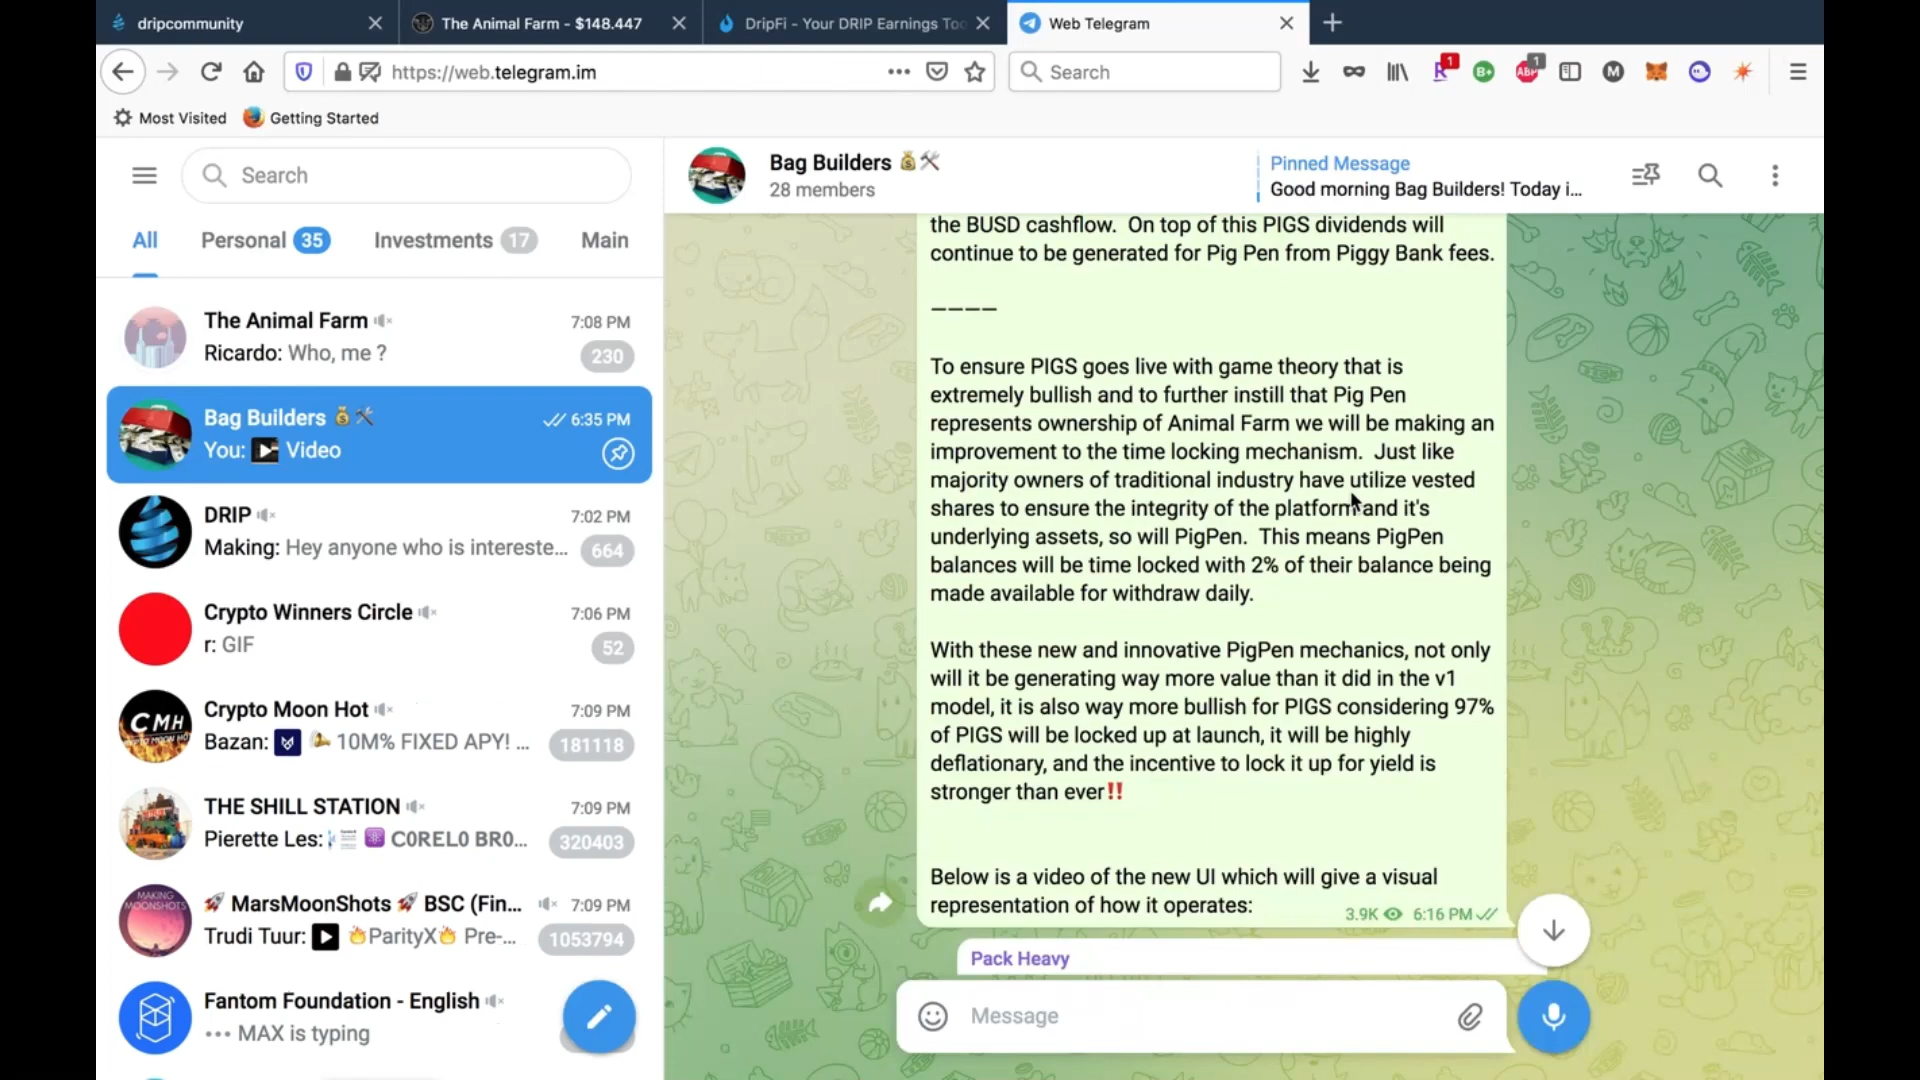 dripcommunity
The Animal Farm - $148.447
DripFi - Your DRIP Earnings Too
Web Telegram
https://web.telegram.im
Search
1
B+
ABP
1
M
Most Visited
Getting Started
Search
All
Personal 35
Investments 17
Main
The Animal Farm
7:08 PM
Ricardo: Who, me ?
230
Bag Builders
6:35 PM
You: Video
DRIP
7:02 PM
Making: Hey anyone who is intereste...
664
Crypto Winners Circle
7:06 PM
r: GIF
52
CMH
Crypto Moon Hot
7:09 PM
Bazan: 10M% FIXED APY! ...
181118
THE SHILL STATION
7:09 PM
Pierette Les: C0REL0 BR0...
320403
MAKING
MOONSHOTS
MarsMoonShots BSC (Fin...
7:09 PM
Trudi Tuur: ParityX Pre-...
1053794
Fantom Foundation - English
MAX is typing
Bag Builders
28 members
Pinned Message
Good morning Bag Builders! Today i...
the BUSD cashflow. On top of this PIGS dividends will
continue to be generated for Pig Pen from Piggy Bank fees.
————
To ensure PIGS goes live with game theory that is
extremely bullish and to further instill that Pig Pen
represents ownership of Animal Farm we will be making an
improvement to the time locking mechanism. Just like
majority owners of traditional industry have utilize vested
shares to ensure the integrity of the platform and it's
underlying assets, so will PigPen. This means PigPen
balances will be time locked with 2% of their balance being
made available for withdraw daily.
With these new and innovative PigPen mechanics, not only
will it be generating way more value than it did in the v1
model, it is also way more bullish for PIGS considering 97%
of PIGS will be locked up at launch, it will be highly
deflationary, and the incentive to lock it up for yield is
stronger than ever‼️
Below is a video of the new UI which will give a visual
representation of how it operates:
3.9K 6:16 PM
Pack Heavy
Message